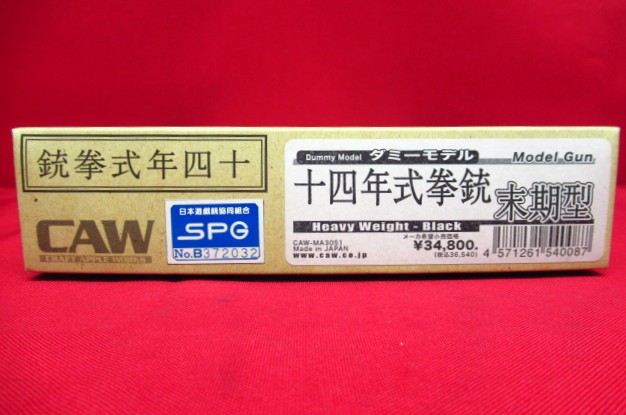 銃拳式年四十
CAW
CRAFT APPLE WORKS
日本遊戯銃協同組合
SPG
No.B372032
Dummy Model ダミーモデル Model Gun
十四年式拳銃 末期型
Heavy Weight - Black
CAW-MA3051
Made in JAPAN
www.caw.co.jp
メーカ希望小売価格
¥34,800.
(税込36,540)
4 571261 540087